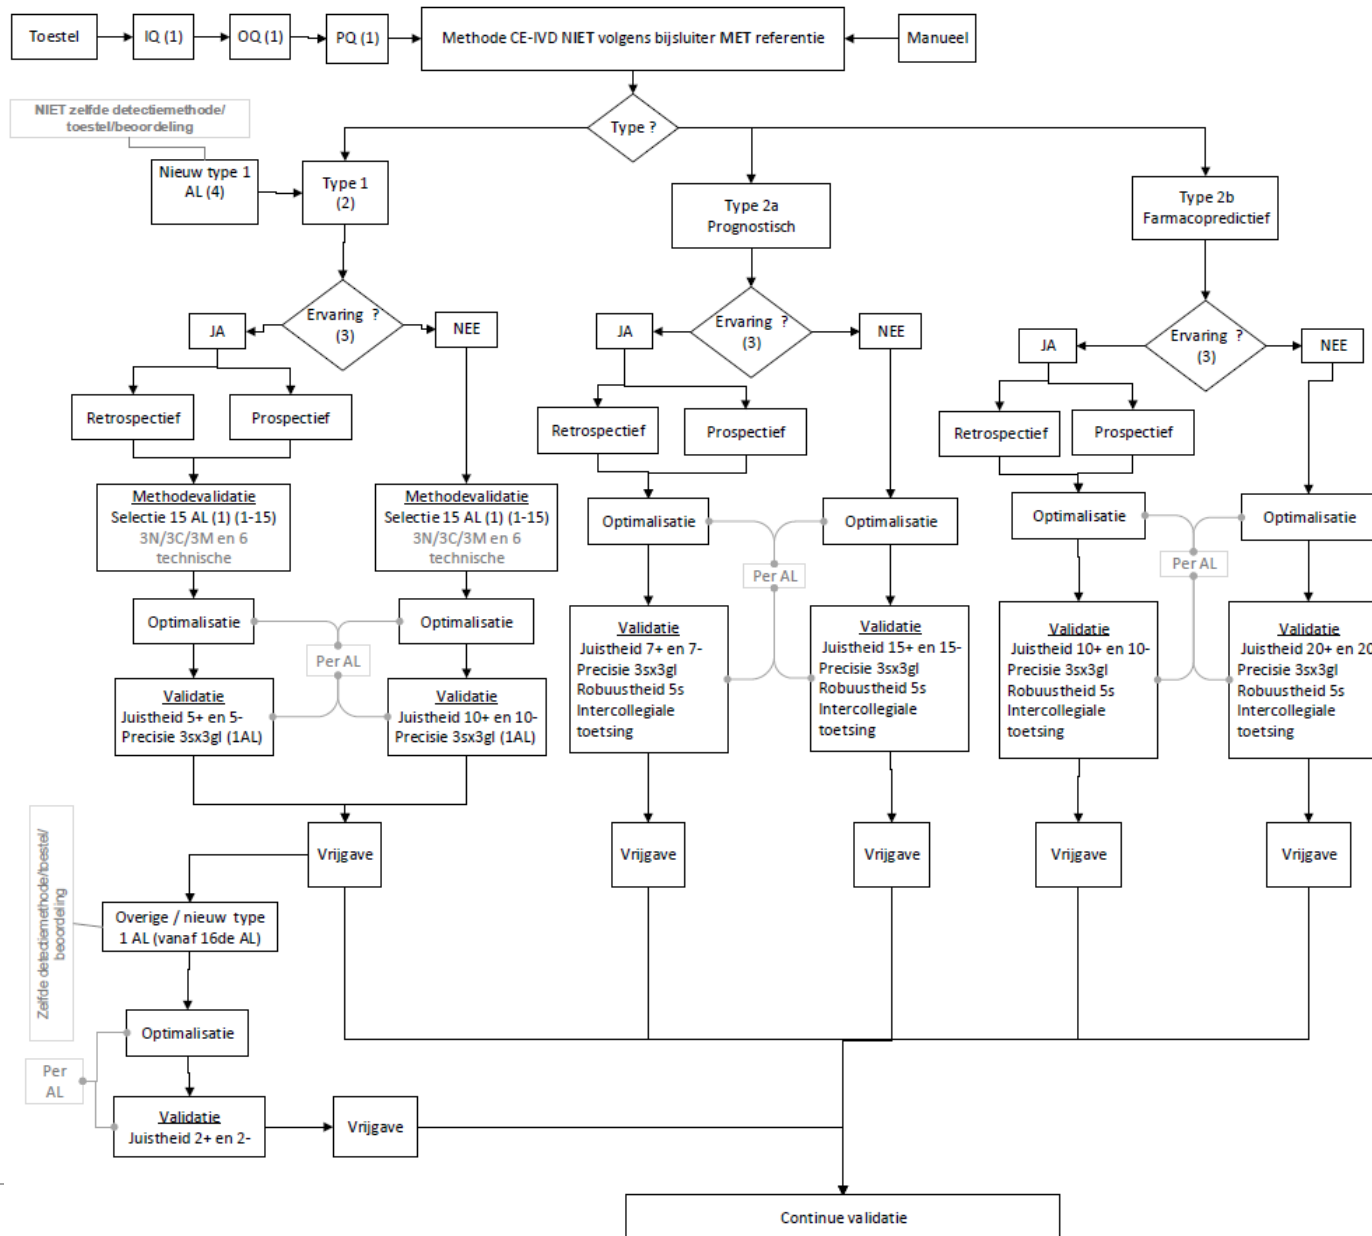 Toestel
IQ (1)
OQ (1)
PQ (1)
Methode CE-IVD NIET volgens bijsluiter MET referentie
Manueel
NIET zelfde detectiemethode/
toestel/beoordeling
Type ?
Nieuw type 1
AL (4)
Type 1
(2)
Type 2a
Prognostisch
Type 2b
Farmacopredictief
Ervaring ?
(3)
JA
NEE
Ervaring ?
(3)
JA
NEE
Ervaring ?
(3)
JA
NEE
Retrospectief
Prospectief
Retrospectief
Prospectief
Retrospectief
Prospectief
Methodevalidatie
Selectie 15 AL (1) (1-15)
3N/3C/3M en 6
technische
Methodevalidatie
Selectie 15 AL (1) (1-15)
3N/3C/3M en 6
technische
Optimalisatie
Optimalisatie
Optimalisatie
Optimalisatie
Per AL
Per AL
Optimalisatie
Optimalisatie
Per AL
Validatie
Juistheid 5+ en 5-
Precisie 3sx3gl (1AL)
Validatie
Juistheid 10+ en 10-
Precisie 3sx3gl (1AL)
Validatie
Juistheid 7+ en 7-
Precisie 3sx3gl
Robuustheid 5s
Intercollegiale
toetsing
Validatie
Juistheid 15+ en 15-
Precisie 3sx3gl
Robuustheid 5s
Intercollegiale
toetsing
Validatie
Juistheid 10+ en 10-
Precisie 3sx3gl
Robuustheid 5s
Intercollegiale
toetsing
Validatie
Juistheid 20+ en 20
Precisie 3sx3gl
Robuustheid 5s
Intercollegiale
toetsing
Vrijgave
Vrijgave
Vrijgave
Vrijgave
Vrijgave
Zelfde detectiemethode/toestel/
beoordeling
Overige / nieuw type
1 AL (vanaf 16de AL)
Optimalisatie
Per
AL
Validatie
Juistheid 2+ en 2-
Vrijgave
Continue validatie